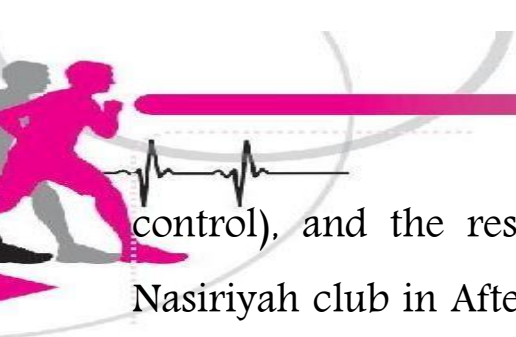 control), and the res
Nasiriyah club in Afte